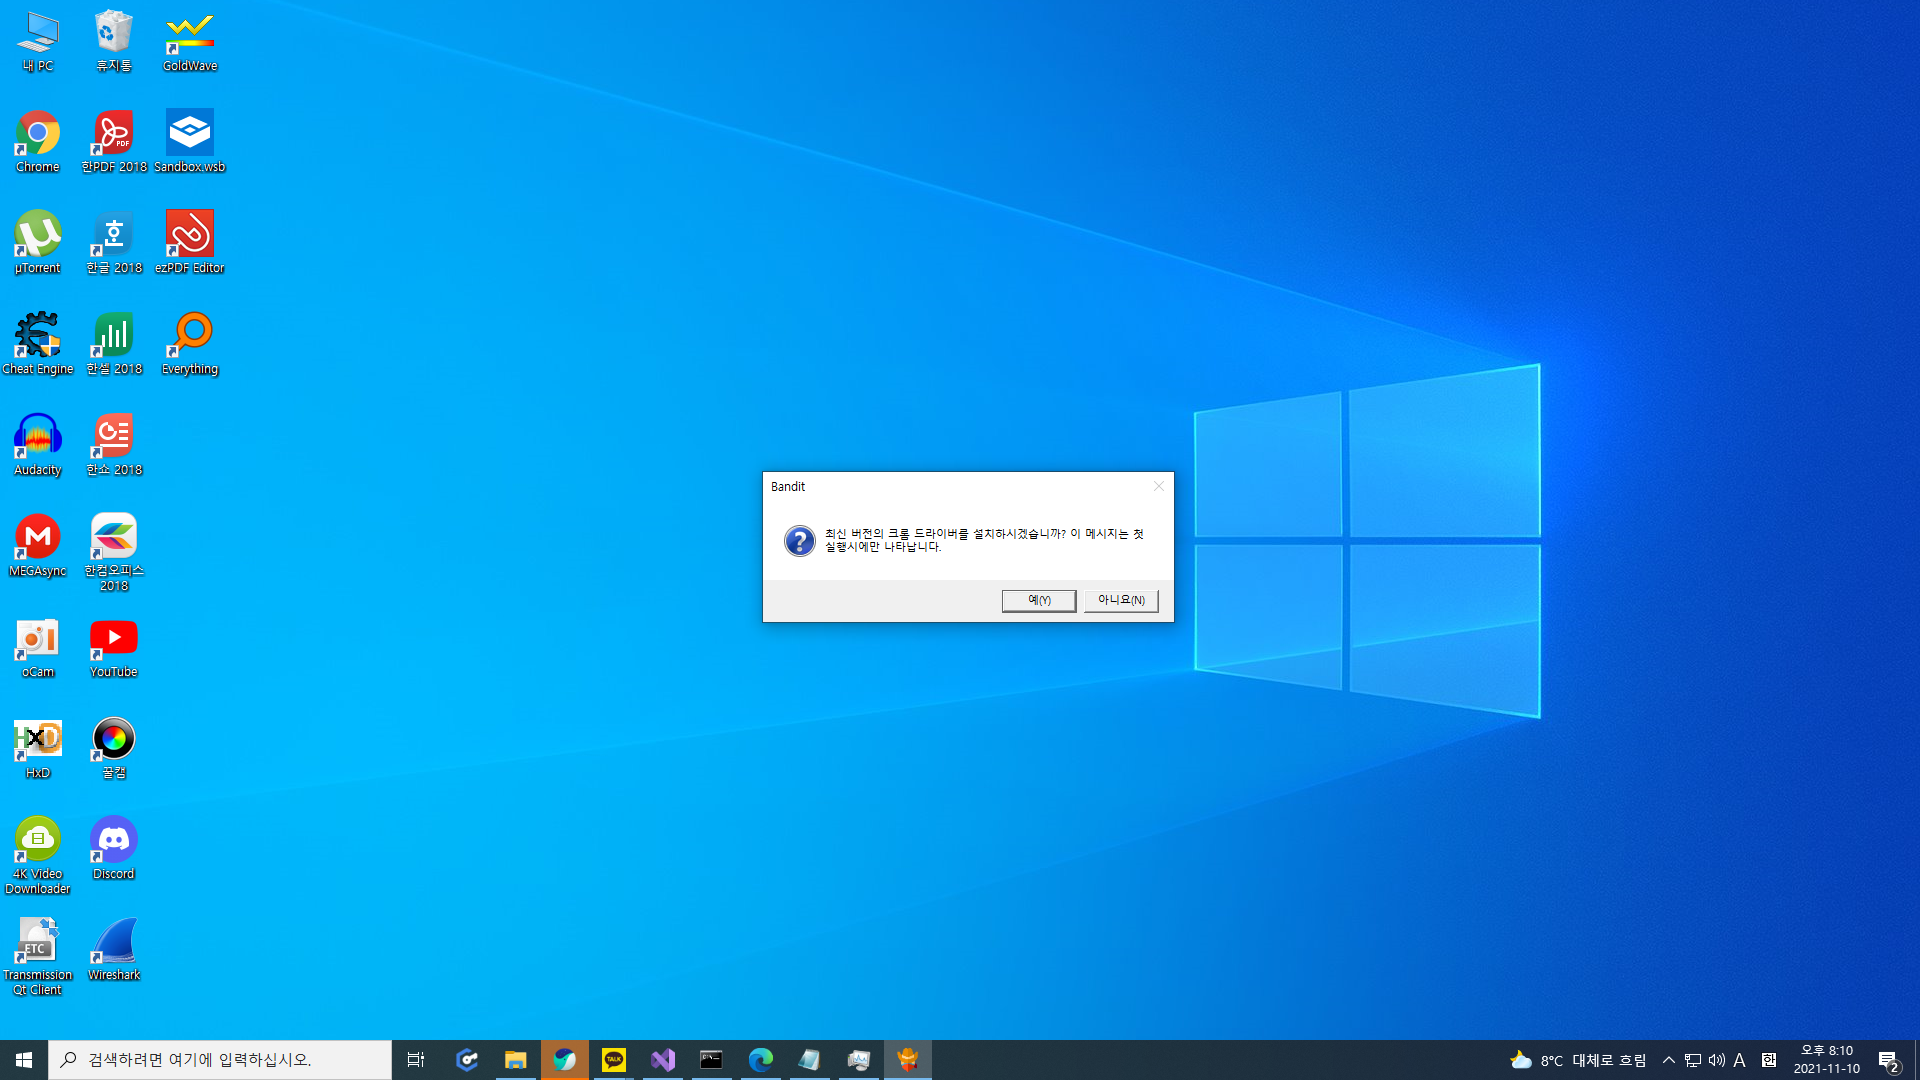 내 PC
휴지통
GoldWave
Chrome
한PDF 2018
Sandbox.wsb
μTorrent
한글 2018
ezPDF Editor
Cheat Engine
한셀 2018
Everything
Audacity
한쇼 2018
MEGAsync
한컴오피스
2018
oCam
YouTube
HxD
꿀캠
4K Video
Downloader
Discord
Transmission
Qt Client
Wireshark
Bandit
최신 버전의 크롬 드라이버를 설치하시겠습니까? 이 메시지는 첫
실행시에만 나타납니다.
예(Y)
아니요(N)
검색하려면 여기에 입력하십시오.
8°C 대체로 흐림
A
한
오후 8:10
2021-11-10
2
PDF
호
HxD
ETC
TALK